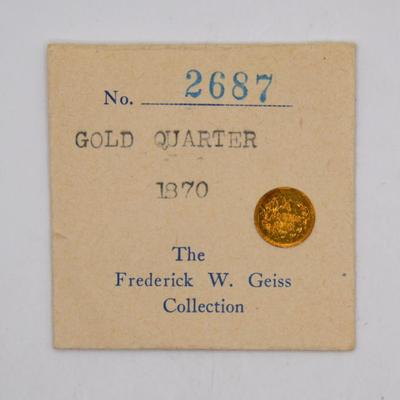 No. 2687
GOLD QUARTER
1870
The
Frederick W. Geiss
Collection